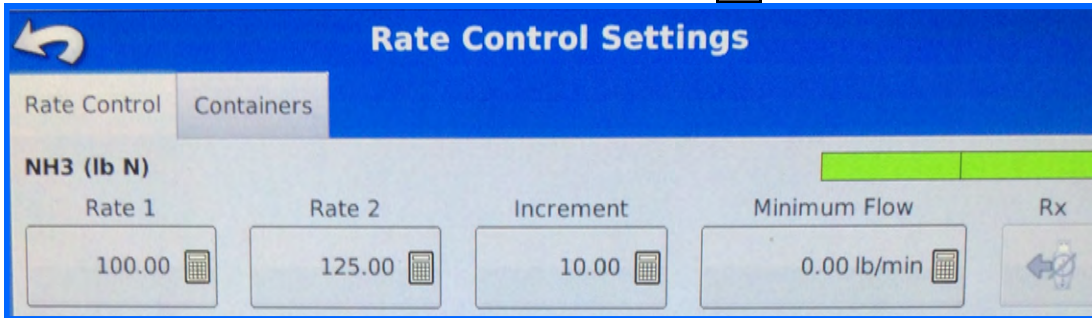 Rate Control Settings
Rate Control Containers
NH3 (lb N)
Rate 1 Rate 2 Increment Minimum Flow Rx
100.00 125.00 10.00 0.00 lb/min